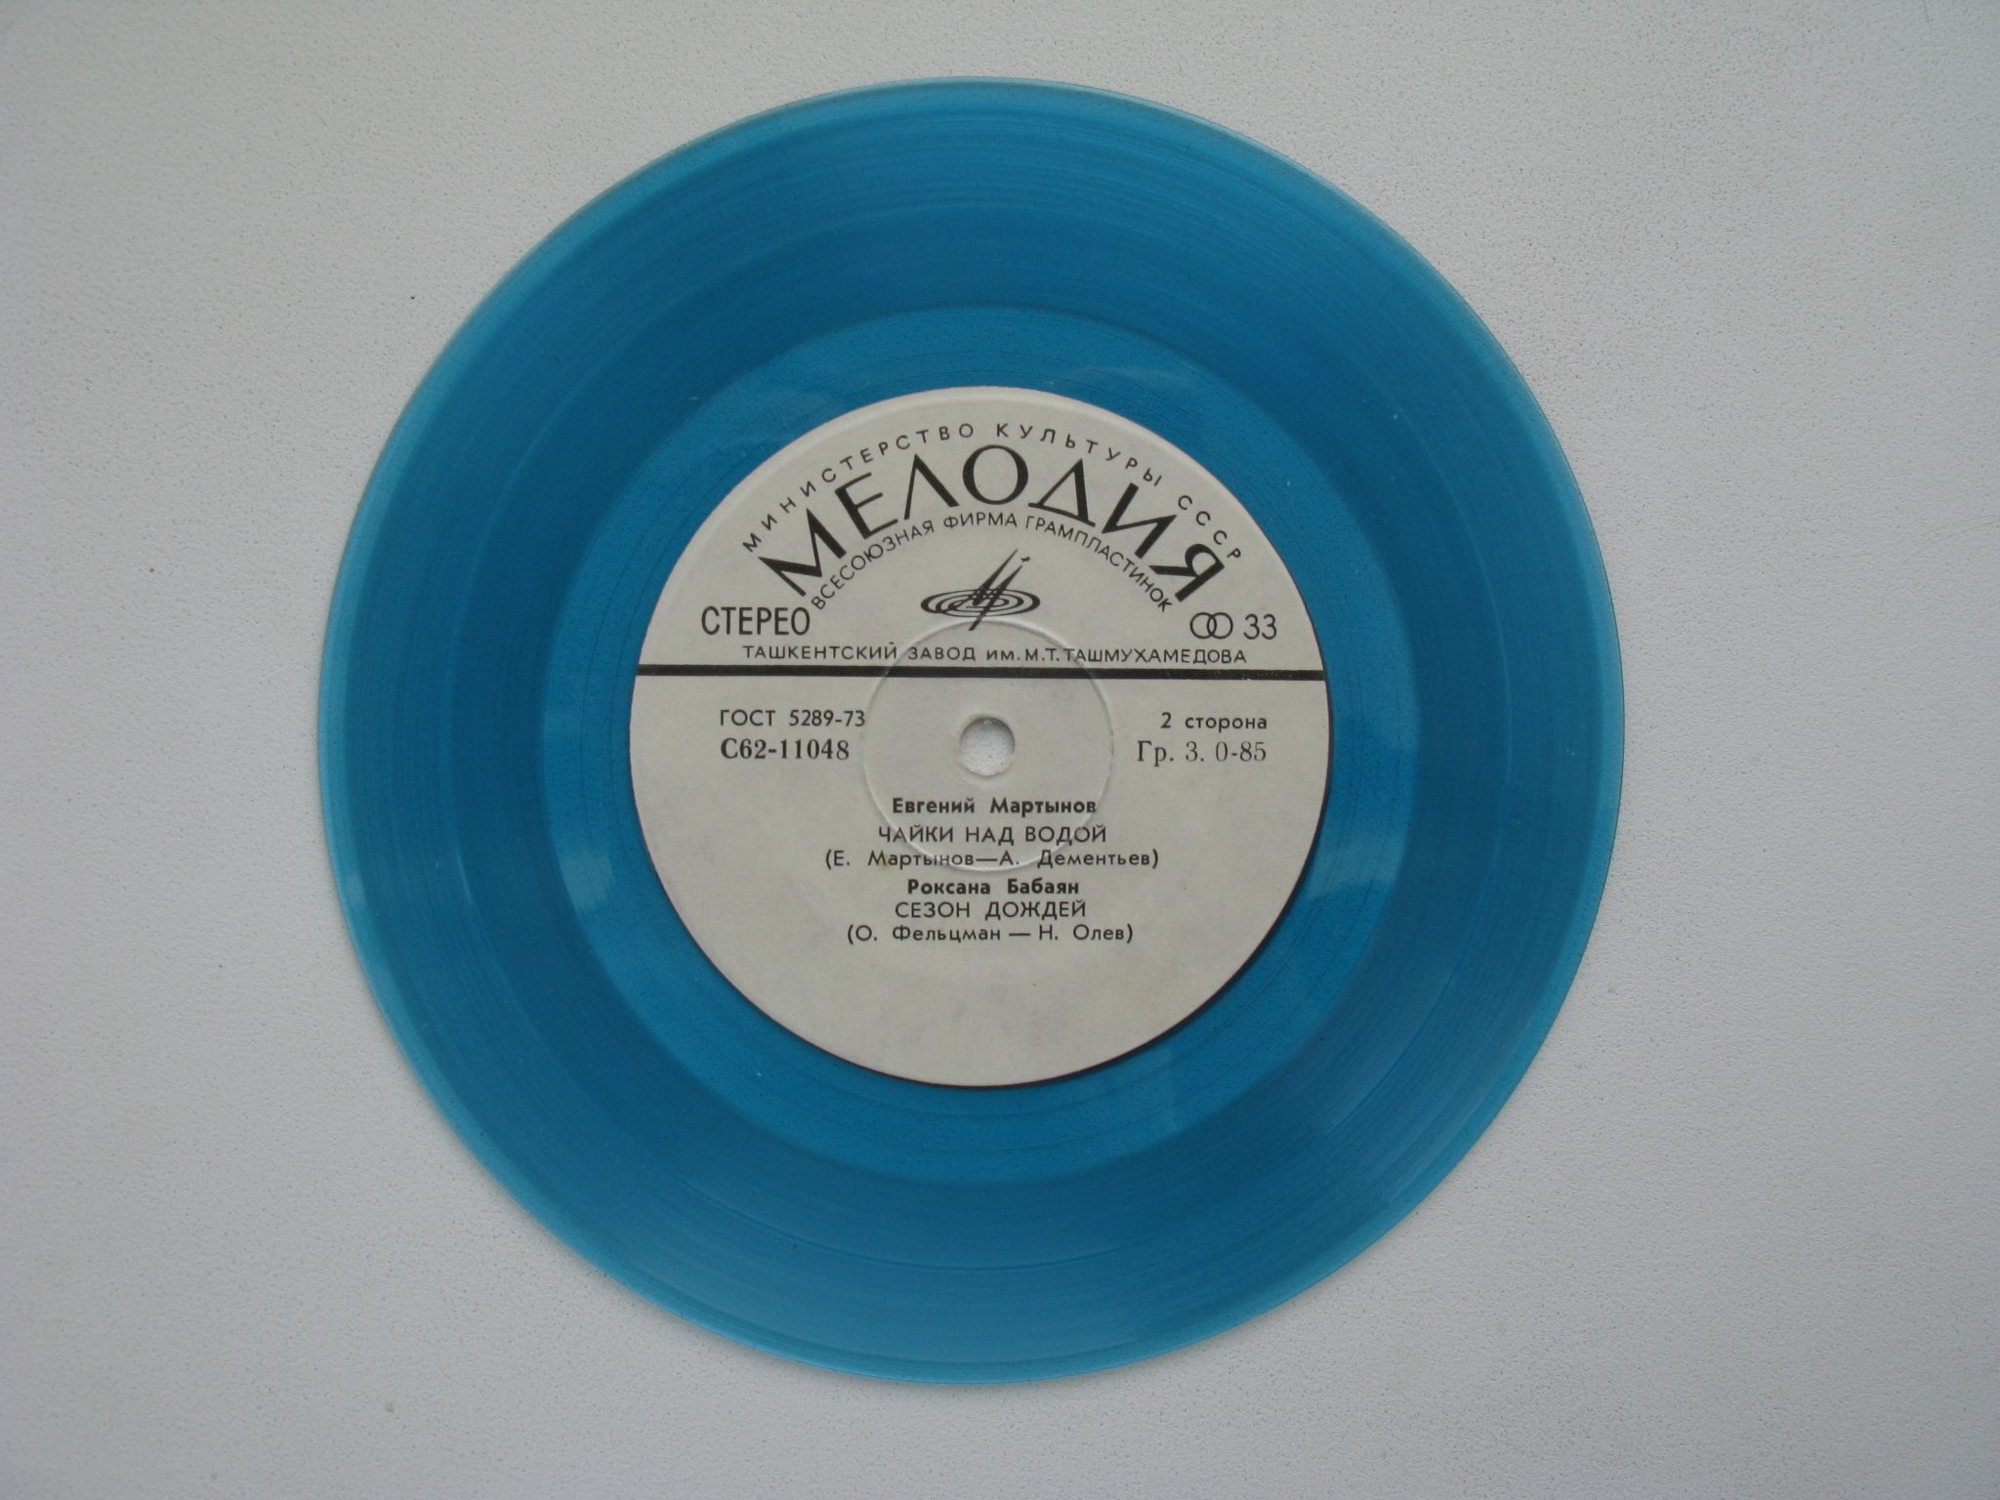 МИНИСТЕРСТВО КУЛЬТУРЫ СССР
МЕЛОДИЯ
ВСЕСОЮЗНАЯ ФИРМА ГРАМПЛАСТИНОК
СТЕРЕО 33
ТАШКЕНТСКИЙ ЗАВОД им. М.Т. ТАШМУХАМЕДОВА
ГОСТ 5289-73 2 сторона
С62-11048 Гр. 3. 0-85
Евгений Мартынов
ЧАЙКИ НАД ВОДОЙ
(Е. Мартынов—А. Дементьев)
Роксана Бабаян
СЕЗОН ДОЖДЕЙ
(О. Фельцман — Н. Олев)